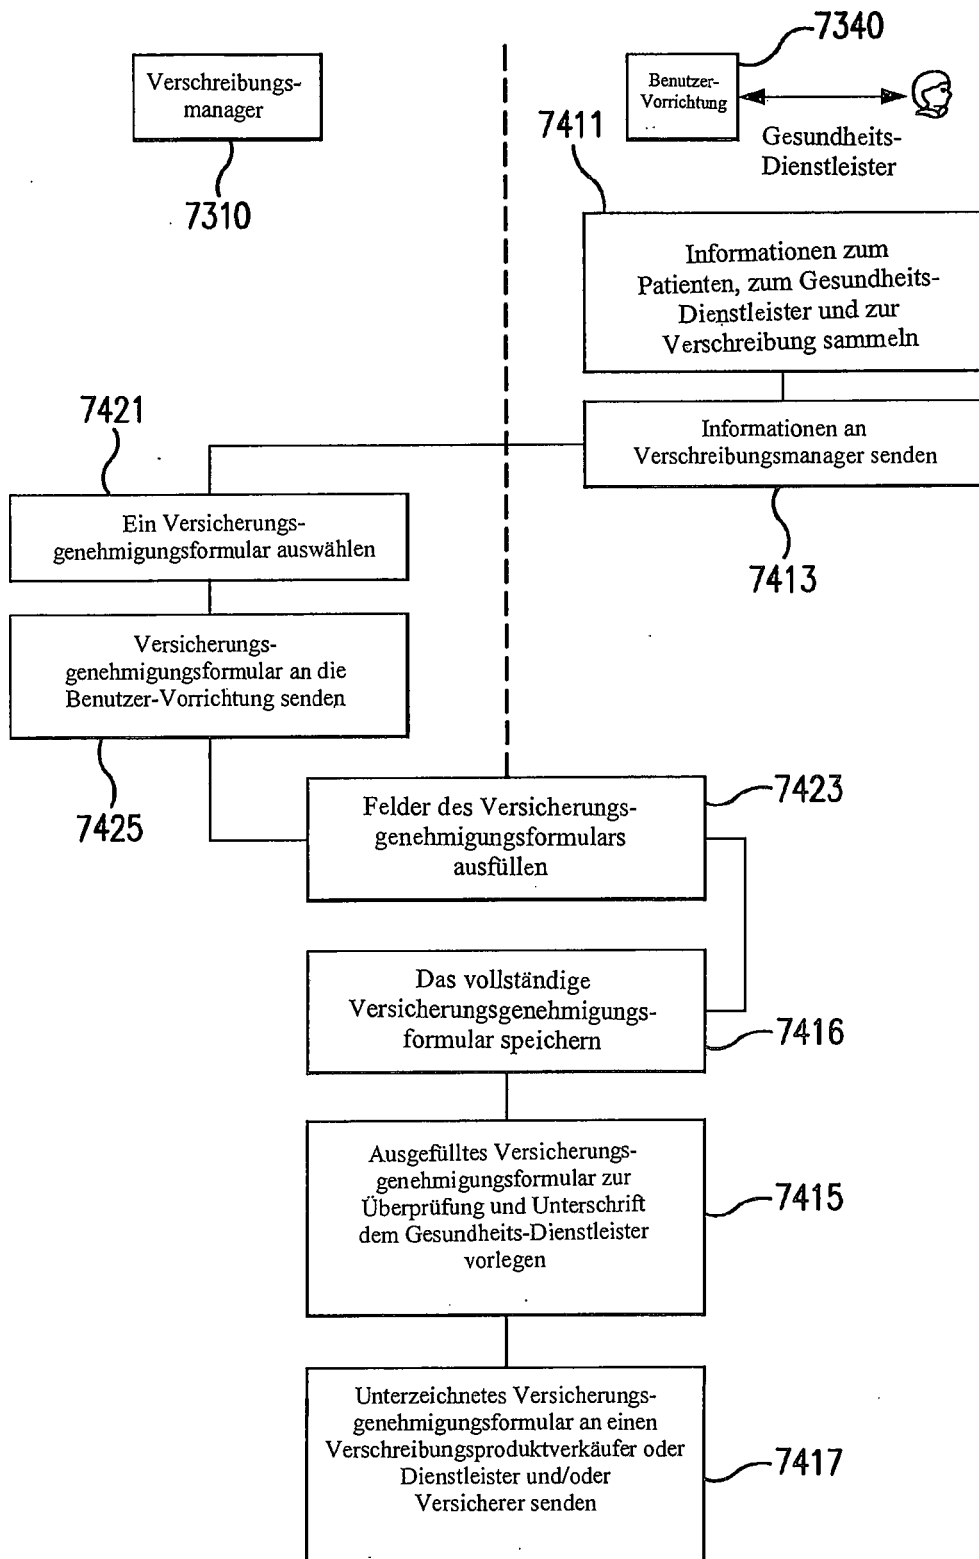 7340
Verschreibungs-
manager
Benutzer-
Vorrichtung
7411
Gesundheits-
Dienstleister
7310
Informationen zum
Patienten, zum Gesundheits-
Dienstleister und zur
Verschreibung sammeln
7421
Informationen an
Verschreibungsmanager senden
Ein Versicherungs-
genehmigungsformular auswählen
7413
Versicherungs-
genehmigungsformular an die
Benutzer-Vorrichtung senden
7425
Felder des Versicherungs-
genehmigungsformulars
ausfüllen
7423
Das vollständige
Versicherungsgenehmigungs-
formular speichern
7416
Ausgefülltes Versicherungs-
genehmigungsformular zur
Überprüfung und Unterschrift
dem Gesundheits-Dienstleister
vorlegen
7415
Unterzeichnetes Versicherungs-
genehmigungsformular an einen
Verschreibungsproduktverkäufer oder
Dienstleister und/oder
Versicherer senden
7417